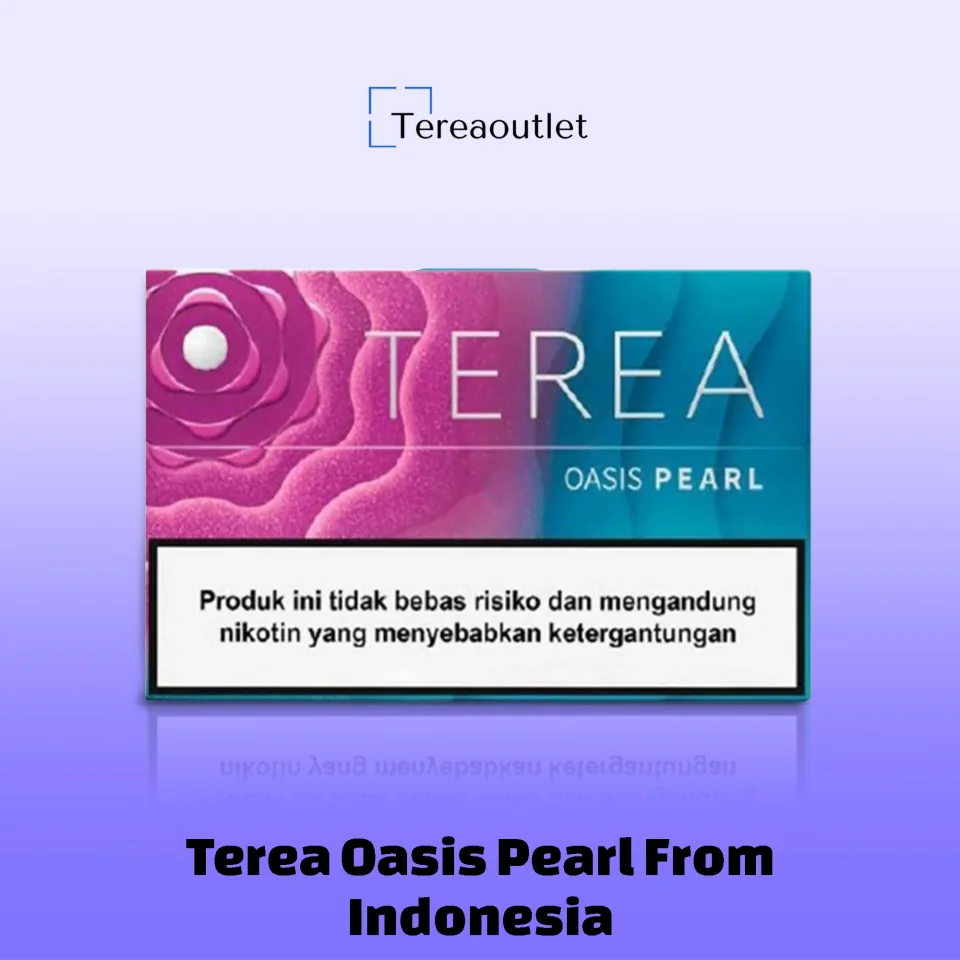 Tereaoutlet
TEREA
OASIS PEARL
Produk ini tidak bebas risiko dan mengandung
nikotin yang menyebabkan ketergantungan
Terea Oasis Pearl From
Indonesia